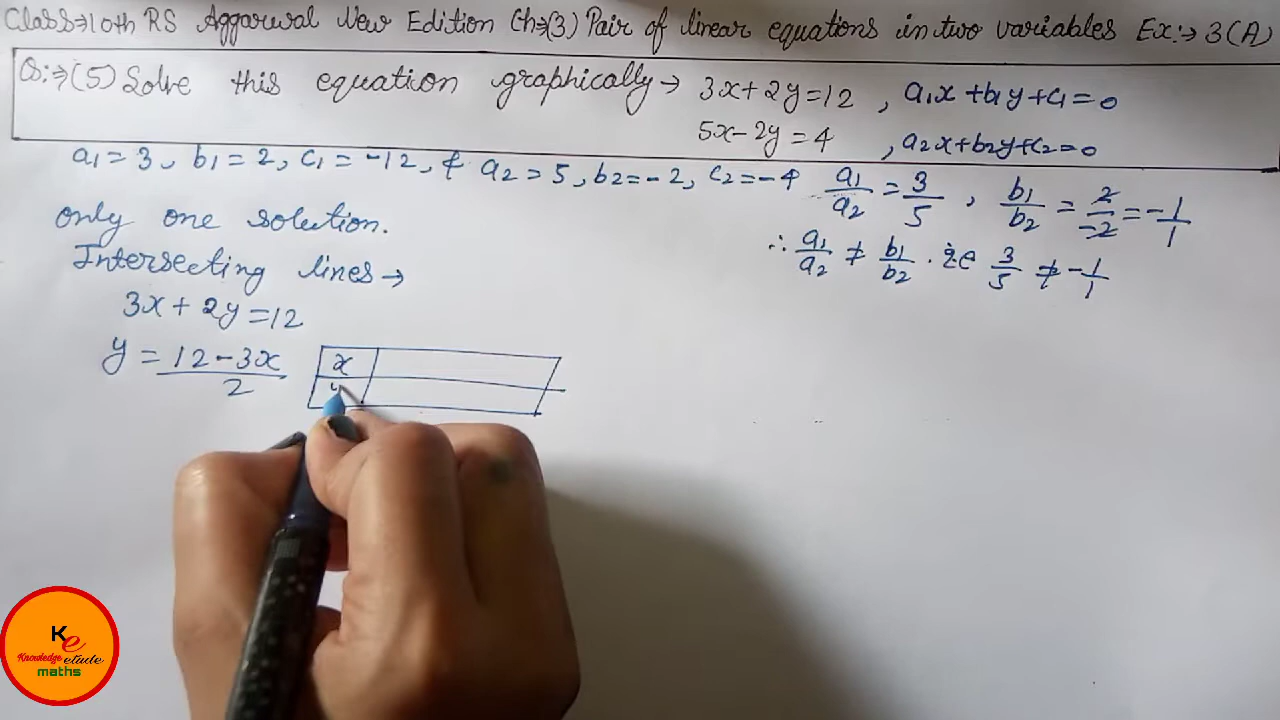 Class⇒10th RS Aggarwal New Edition Ch⇒(3) Pair of linear equations in two variables Ex:⇒ 3(A)
Q:⇒(5) Solve this equation graphically → 3x+2y=12 , a₁x+b₁y+c₁=0
5x-2y=4 , a₂x+b₂y+c₂=0
a₁=3, b₁=2, c₁=-12, & a₂=5, b₂=-2, c₂=-4 a₁/a₂ = 3/5 , b₁/b₂ = 2/-2 = -1/1
only one solution. ∴ a₁/a₂ ≠ b₁/b₂ . ie 3/5 ≠ -1/1
Intersecting lines →
3x+2y=12
y = 12-3x/2
x
y
Ke
Knowledge etade
maths